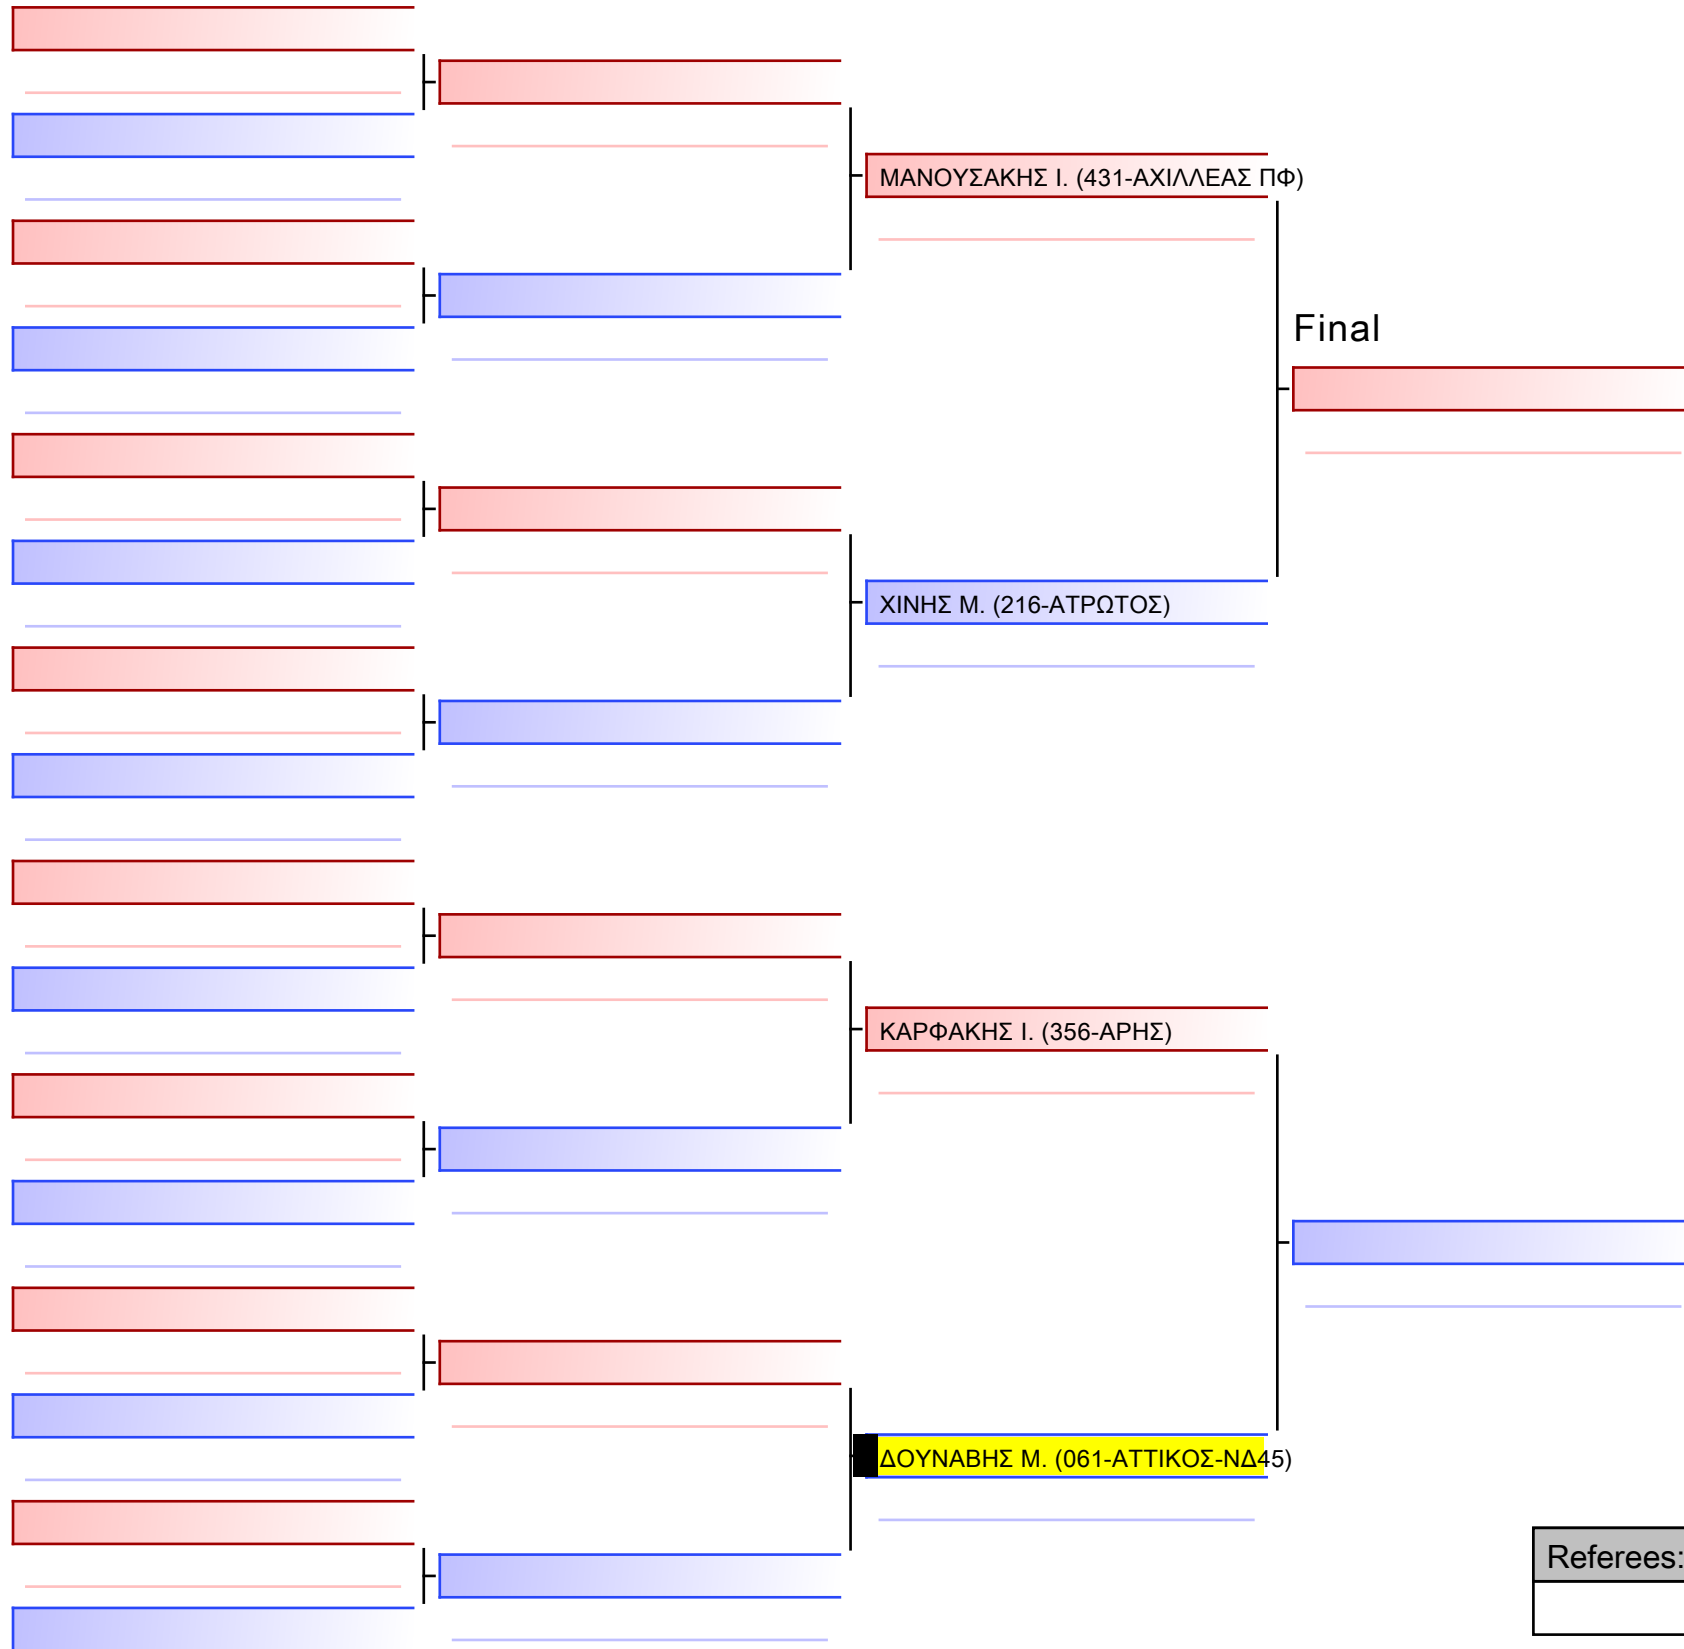 ΜΑΝΟΥΣΑΚΗΣ Ι. (431-ΑΧΙΛΛΕΑΣ ΠΦ)
Final
ΧΙΝΗΣ Μ. (216-ΑΤΡΩΤΟΣ)
ΚΑΡΦΑΚΗΣ Ι. (356-ΑΡΗΣ)
ΔΟΥΝΑΒΗΣ Μ. (061-ΑΤΤΙΚΟΣ-ΝΔ45)
Referees: